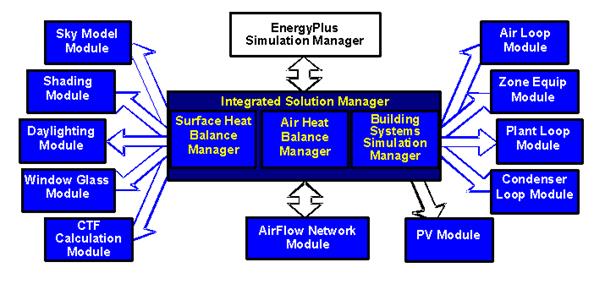 EnergyPlus
Simulation Manager
Sky Model
Module
Shading
Module
Daylighting
Module
Window Glass
Module
CTF
Calculation
Module
Integrated Solution Manager
Surface Heat
Balance
Manager
Air Heat
Balance
Manager
Building
Systems
Simulation
Manager
Air Loop
Module
Zone Equip
Module
Plant Loop
Module
Condenser
Loop Module
AirFlow Network
Module
PV Module